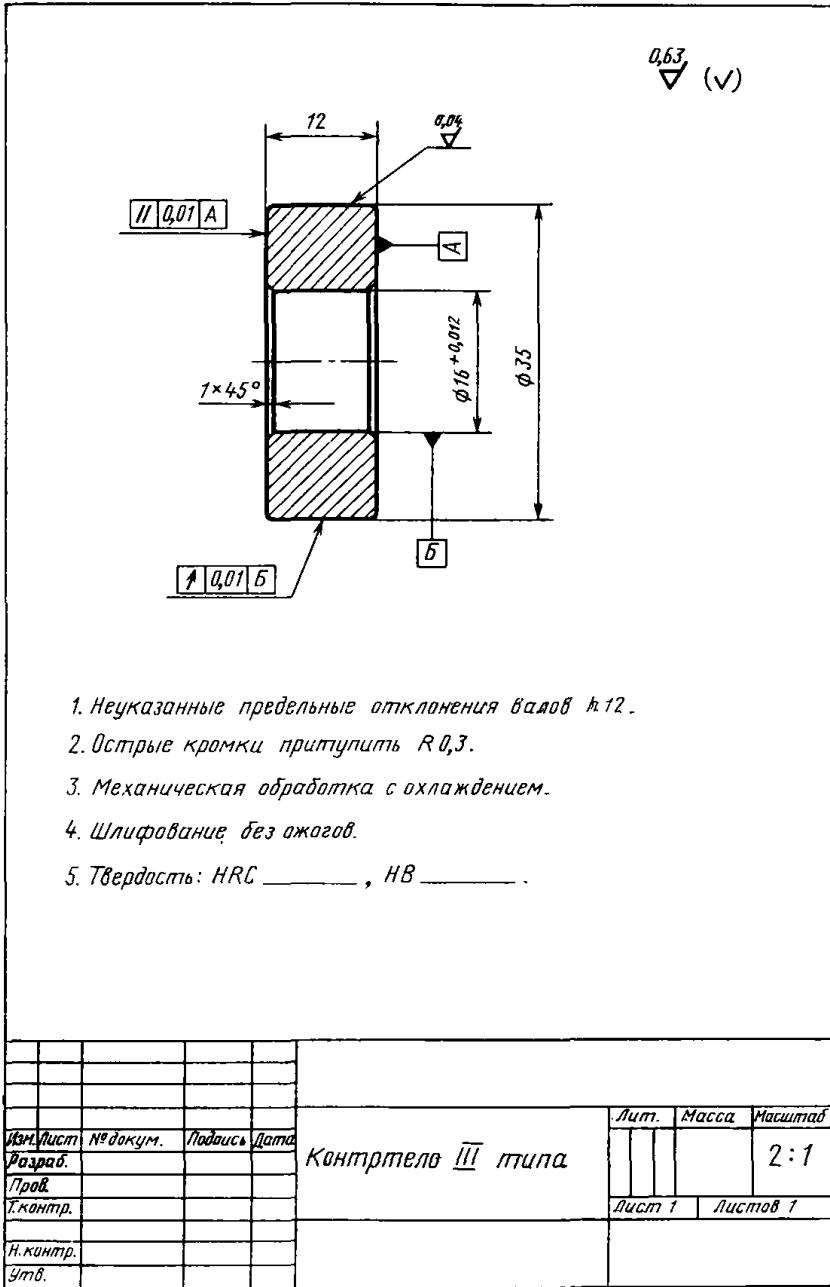 0,63 (√)
12
0,04
// 0,01 А
А
1×45°
ϕ16 +0,012
ϕ35
Б
↗ 0,01 Б
1. Неуказанные предельные отклонения валов h12.
2. Острые кромки притупить R 0,3.
3. Механическая обработка с охлаждением.
4. Шлифование без ожогов.
5. Твердость: HRC ________ , HB ________ .
Изм. Лист № докум. Подпись Дата
Разраб.
Пров.
Т.контр.
Н.контр.
Утв.
Контртело III типа
Лит. Масса Масштаб
2:1
Лист 1 Листов 1